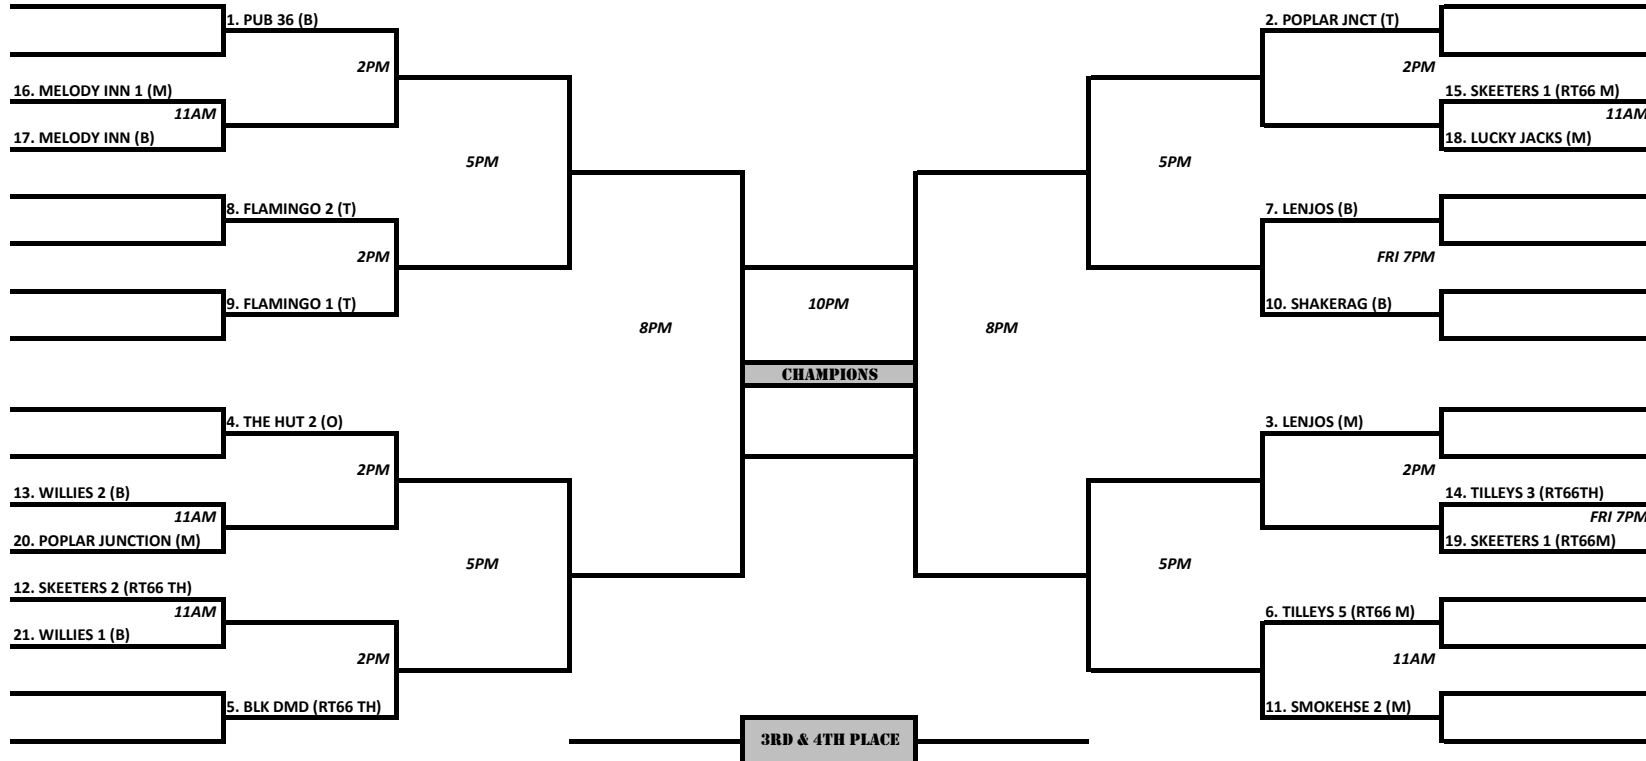 1. PUB 36 (B)
2. POPLAR JNCT (T)
2PM
2PM
16. MELODY INN 1 (M)
15. SKEETERS 1 (RT66 M)
11AM
11AM
17. MELODY INN (B)
18. LUCKY JACKS (M)
5PM
5PM
8. FLAMINGO 2 (T)
7. LENJOS (B)
2PM
FRI 7PM
9. FLAMINGO 1 (T)
10PM
10. SHAKERAG (B)
8PM
8PM
CHAMPIONS
4. THE HUT 2 (O)
3. LENJOS (M)
2PM
2PM
13. WILLIES 2 (B)
14. TILLEYS 3 (RT66TH)
11AM
FRI 7PM
20. POPLAR JUNCTION (M)
19. SKEETERS 1 (RT66M)
5PM
5PM
12. SKEETERS 2 (RT66 TH)
11AM
6. TILLEYS 5 (RT66 M)
21. WILLIES 1 (B)
2PM
11AM
5. BLK DMD (RT66 TH)
11. SMOKEHSE 2 (M)
3RD & 4TH PLACE